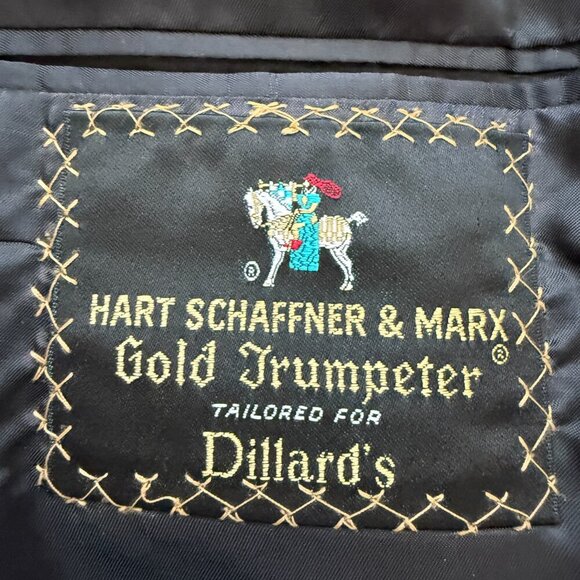 ®
HART SCHAFFNER & MARX
Gold Trumpeter ®
TAILORED FOR
Dillard's